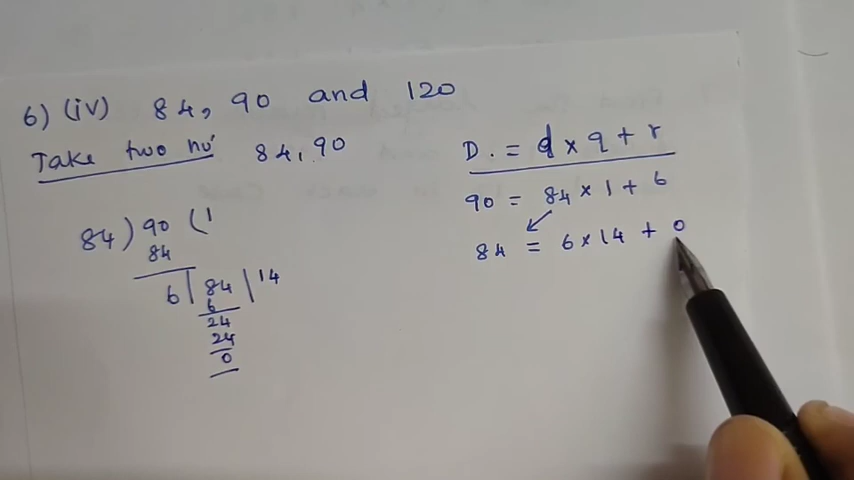 6) (iv) 84, 90 and 120
Take two no' 84, 90
D. = d × q + r
90 = 84 × 1 + 6
84 = 6 × 14 + 0
84 ) 90 ( 1
84
6 | 84 | 14
6
24
24
0